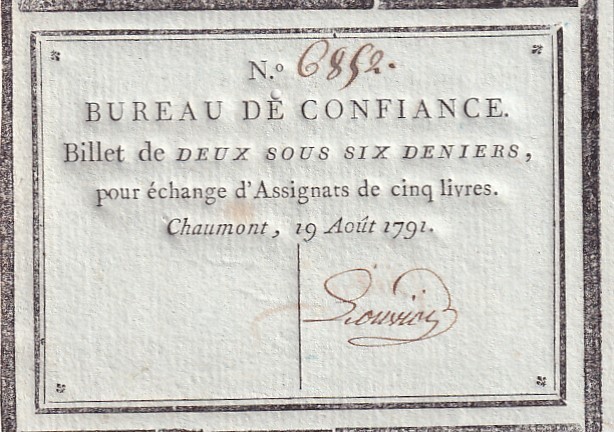 N.o 6852.
BUREAU DE CONFIANCE.
Billet de DEUX SOUS SIX DENIERS,
pour échange d'Assignats de cinq livres.
Chaumont, 19 Août 1791.